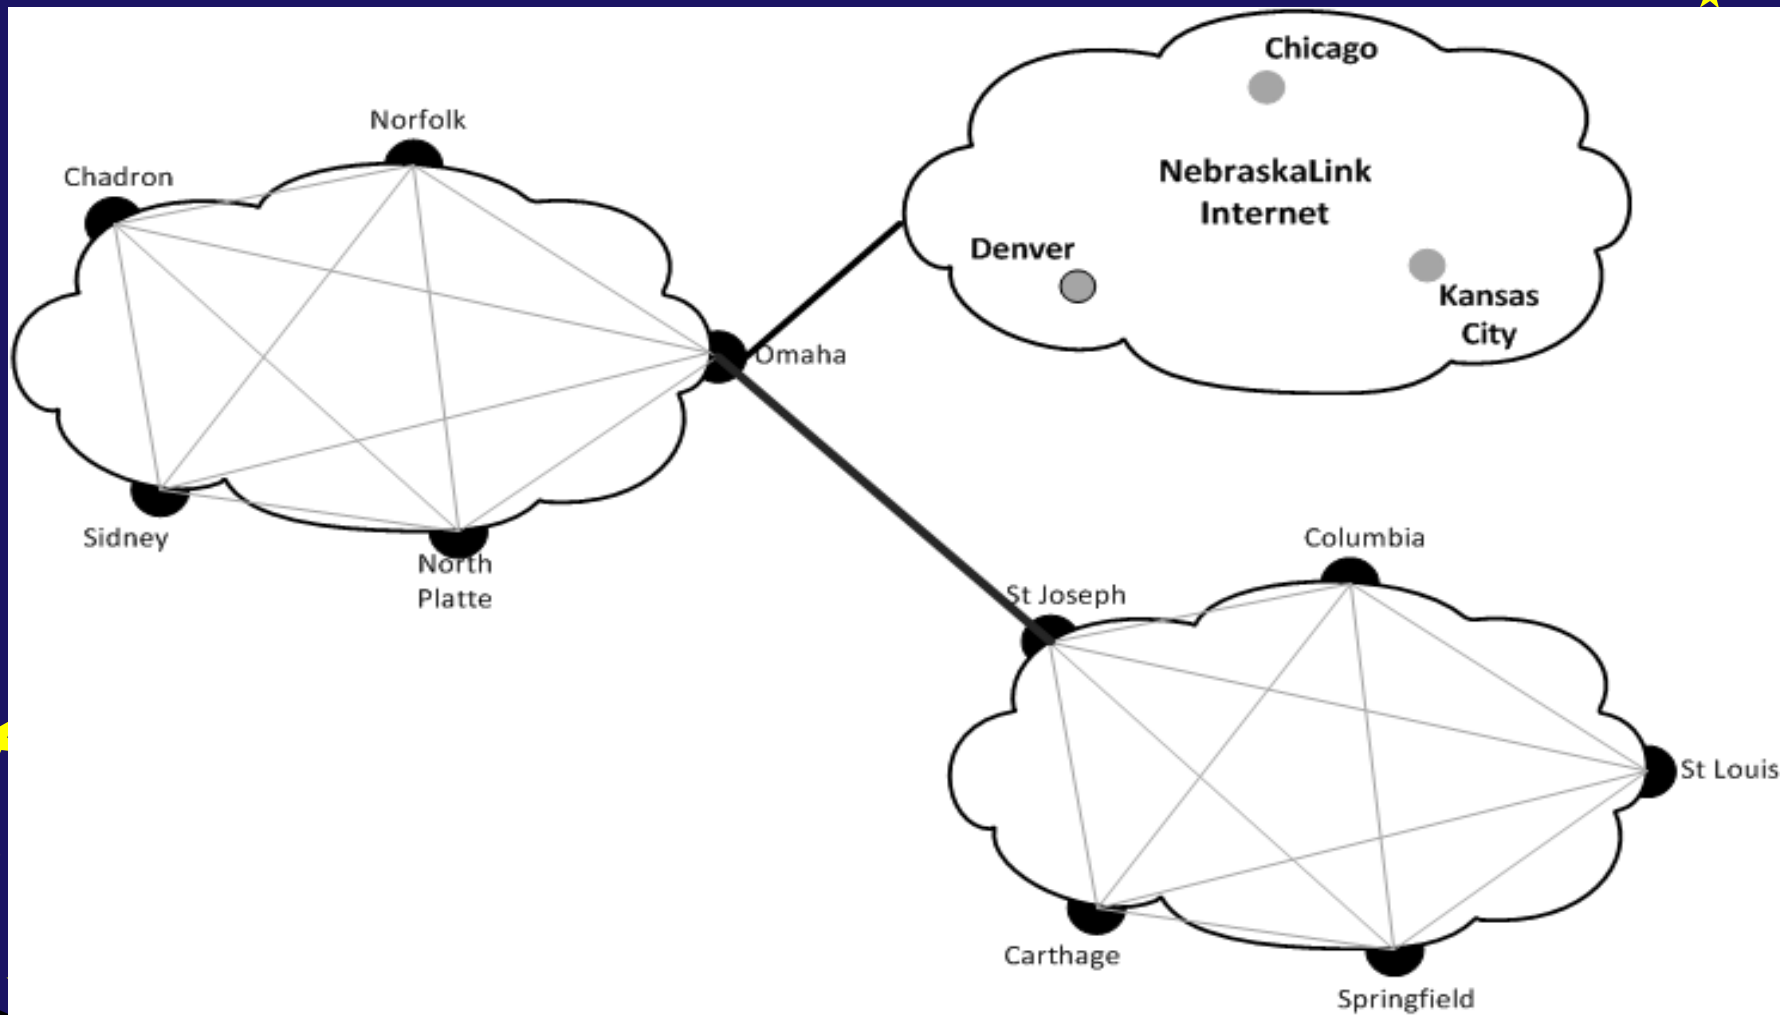 Chicago
Norfolk
NebraskaLink
Internet
Chadron
Denver
Kansas
City
Omaha
Sidney
North
Platte
Columbia
St Joseph
St Louis
Carthage
Springfield